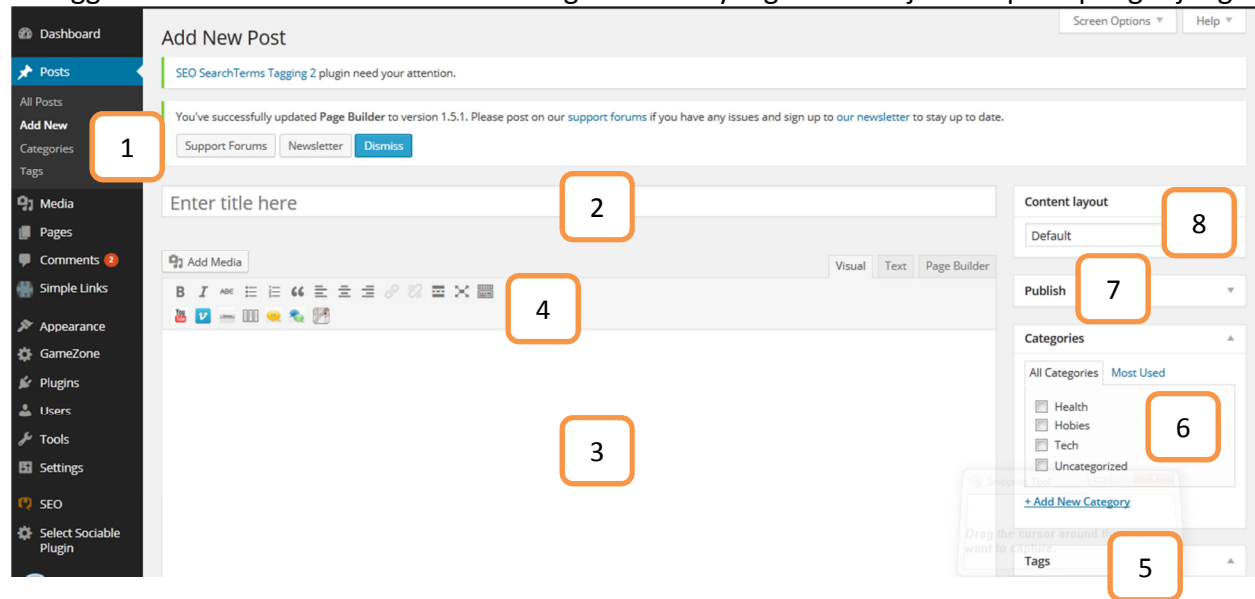 Dashboard
Posts
All Posts
Add New
Categories
Tags
1
Media
Pages
Comments 2
Simple Links
Appearance
GameZone
Plugins
Users
Tools
Settings
SEO
Select Sociable
Plugin
Screen Options
Help
Add New Post
SEO SearchTerms Tagging 2 plugin need your attention.
You've successfully updated Page Builder to version 1.5.1. Please post on our support forums if you have any issues and sign up to our newsletter to stay up to date.
Support Forums Newsletter Dismiss
Enter title here
2
Add Media
Visual Text Page Builder
B I ABC
4
You Tube
3
Content layout
Default
8
Publish
7
Categories
All Categories Most Used
Health
Hobies
Tech
Uncategorized
6
+ Add New Category
Snipping Tool
Drag the cursor around
want to capture.
Tags
5